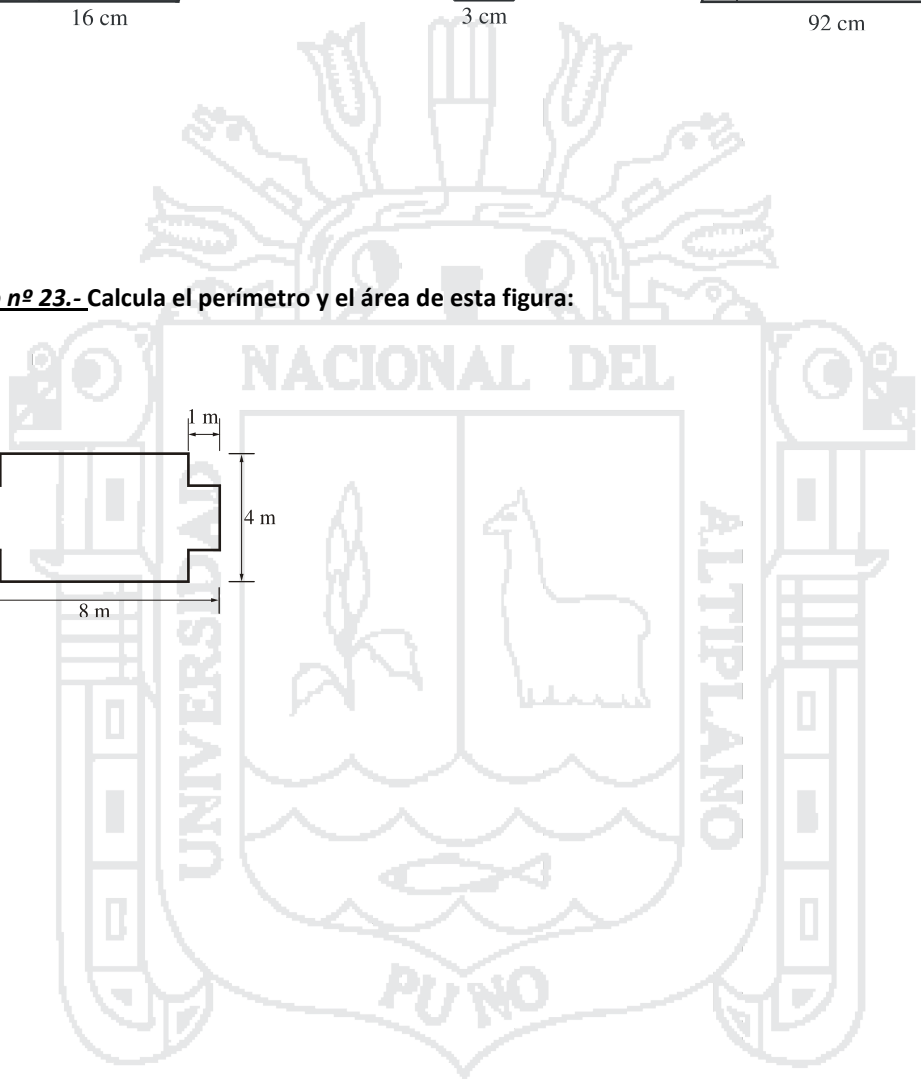 16 cm 3 cm 92 cm
nº 23.- Calcula el perímetro y el área de esta figura:
NACIONAL DEL
1 m
4 m
8 m
UNIVERSIDAD
ALTIPLANO
PUNO